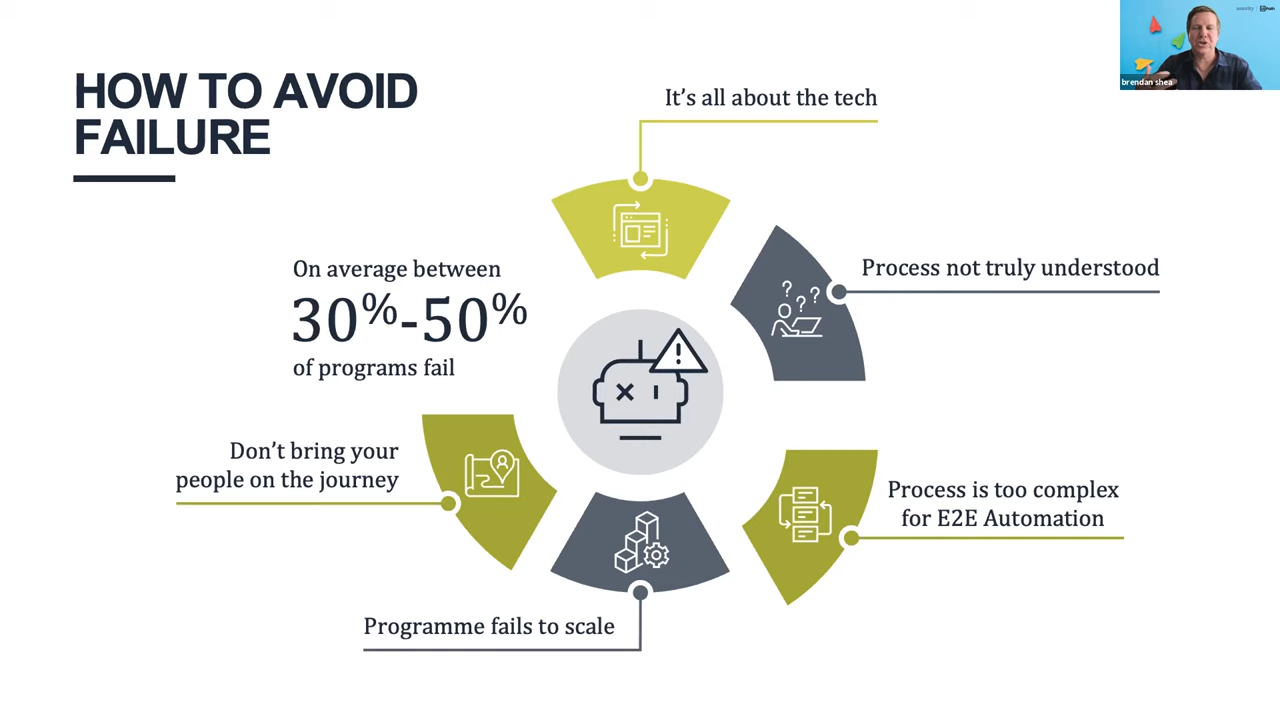 HOW TO AVOID
FAILURE
On average between
30%-50%
of programs fail
It’s all about the tech
Process not truly understood
Process is too complex
for E2E Automation
Programme fails to scale
Don’t bring your
people on the journey
? ? ?
!
brendan shea